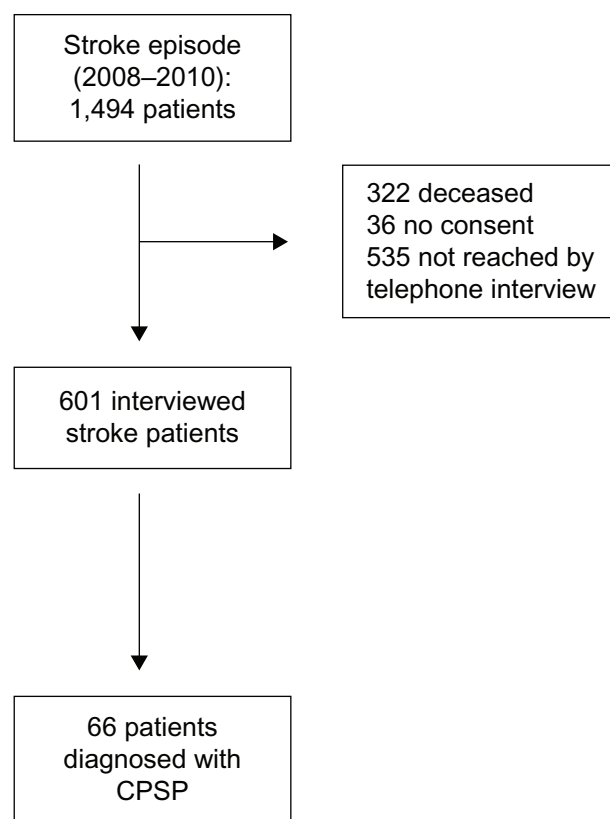 Stroke episode
(2008–2010):
1,494 patients
322 deceased
36 no consent
535 not reached by
telephone interview
601 interviewed
stroke patients
66 patients
diagnosed with
CPSP